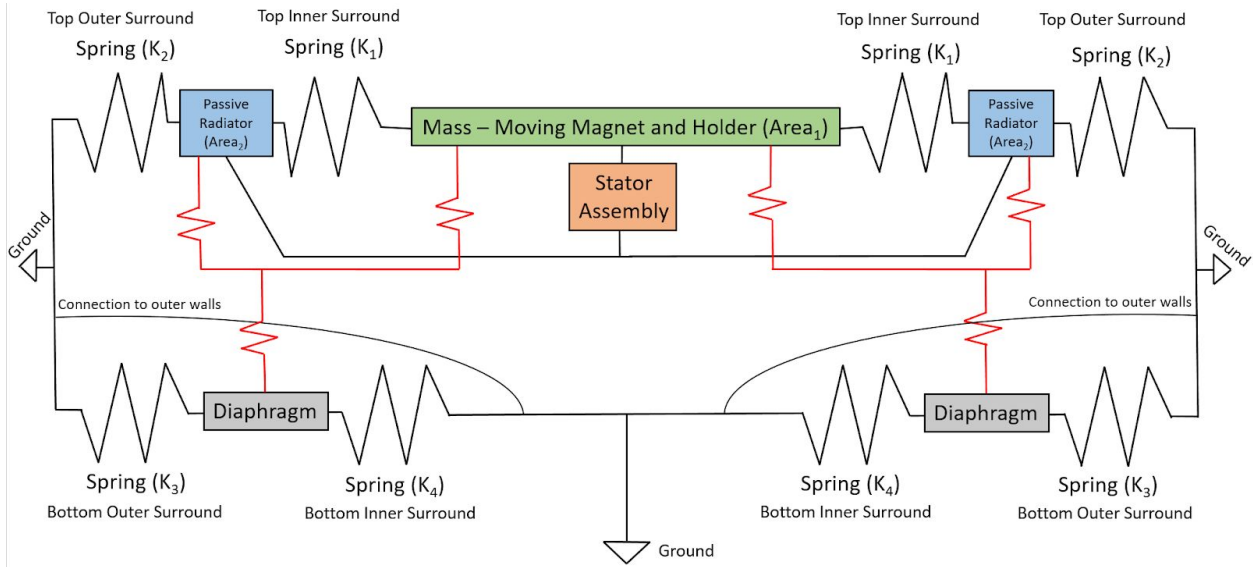 Top Outer Surround
Spring (K₂)
Top Inner Surround
Spring (K₁)
Top Inner Surround
Spring (K₁)
Top Outer Surround
Spring (K₂)
Passive
Radiator
(Area₂)
Mass – Moving Magnet and Holder (Area₁)
Passive
Radiator
(Area₂)
Stator
Assembly
Ground
Ground
Connection to outer walls
Connection to outer walls
Diaphragm
Diaphragm
Spring (K₃)
Bottom Outer Surround
Spring (K₄)
Bottom Inner Surround
Spring (K₄)
Bottom Inner Surround
Spring (K₃)
Bottom Outer Surround
Ground